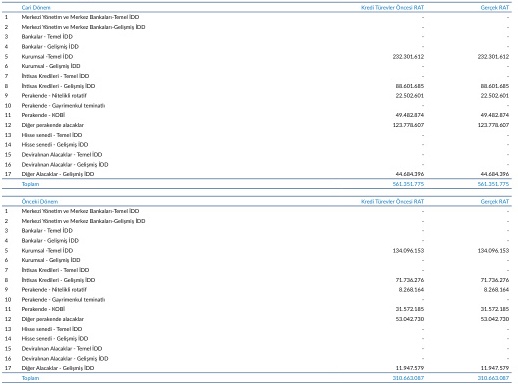 Cari Dönem Kredi Türevler Öncesi RAT Gerçek RAT
1 Merkezi Yönetim ve Merkez Bankaları-Temel İDD - -
2 Merkezi Yönetim ve Merkez Bankaları-Gelişmiş İDD - -
3 Bankalar - Temel İDD - -
4 Bankalar - Gelişmiş İDD - -
5 Kurumsal -Temel İDD 232.301.612 232.301.612
6 Kurumsal - Gelişmiş İDD - -
7 İhtisas Kredileri - Temel İDD - -
8 İhtisas Kredileri - Gelişmiş İDD 88.601.685 88.601.685
9 Perakende - Nitelikli rotatif 22.502.601 22.502.601
10 Perakende - Gayrimenkul teminatlı - -
11 Perakende - KOBİ 49.482.874 49.482.874
12 Diğer perakende alacaklar 123.778.607 123.778.607
13 Hisse senedi - Temel İDD - -
14 Hisse senedi - Gelişmiş İDD - -
15 Deviralınan Alacaklar - Temel İDD - -
16 Devralınan Alacaklar - Gelişmiş İDD - -
17 Diğer Alacaklar - Gelişmiş İDD 44.684.396 44.684.396
Toplam 561.351.775 561.351.775
Önceki Dönem Kredi Türevler Öncesi RAT Gerçek RAT
1 Merkezi Yönetim ve Merkez Bankaları-Temel İDD - -
2 Merkezi Yönetim ve Merkez Bankaları-Gelişmiş İDD - -
3 Bankalar - Temel İDD - -
4 Bankalar - Gelişmiş İDD - -
5 Kurumsal -Temel İDD 134.096.153 134.096.153
6 Kurumsal - Gelişmiş İDD - -
7 İhtisas Kredileri - Temel İDD - -
8 İhtisas Kredileri - Gelişmiş İDD 71.736.276 71.736.276
9 Perakende - Nitelikli rotatif 8.268.164 8.268.164
10 Perakende - Gayrimenkul teminatlı - -
11 Perakende - KOBİ 31.572.185 31.572.185
12 Diğer perakende alacaklar 53.042.730 53.042.730
13 Hisse senedi - Temel İDD - -
14 Hisse senedi - Gelişmiş İDD - -
15 Devralınan Alacaklar - Temel İDD - -
16 Devralınan Alacaklar - Gelişmiş İDD - -
17 Diğer Alacaklar - Gelişmiş İDD 11.947.579 11.947.579
Toplam 310.663.087 310.663.087